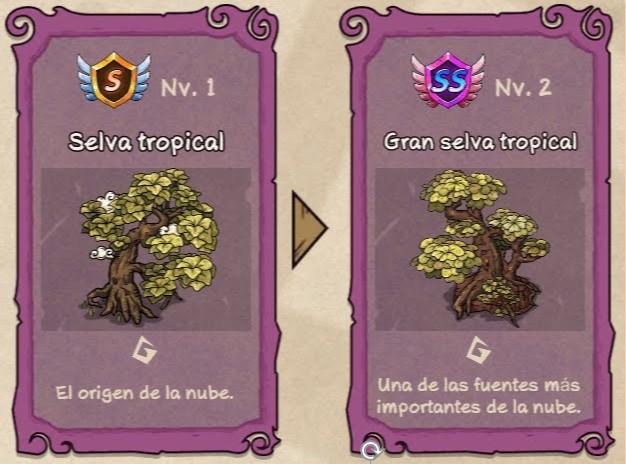 S Nv. 1
Selva tropical
El origen de la nube.
SS Nv. 2
Gran selva tropical
Una de las fuentes más
importantes de la nube.